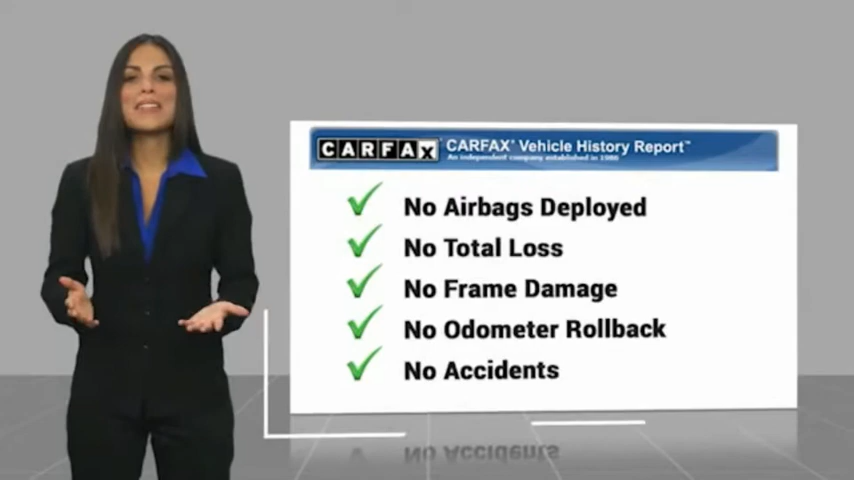 CARFAX CARFAX® Vehicle History Report™
An independent company established in 1986
No Airbags Deployed
No Total Loss
No Frame Damage
No Odometer Rollback
No Accidents
No Accidents